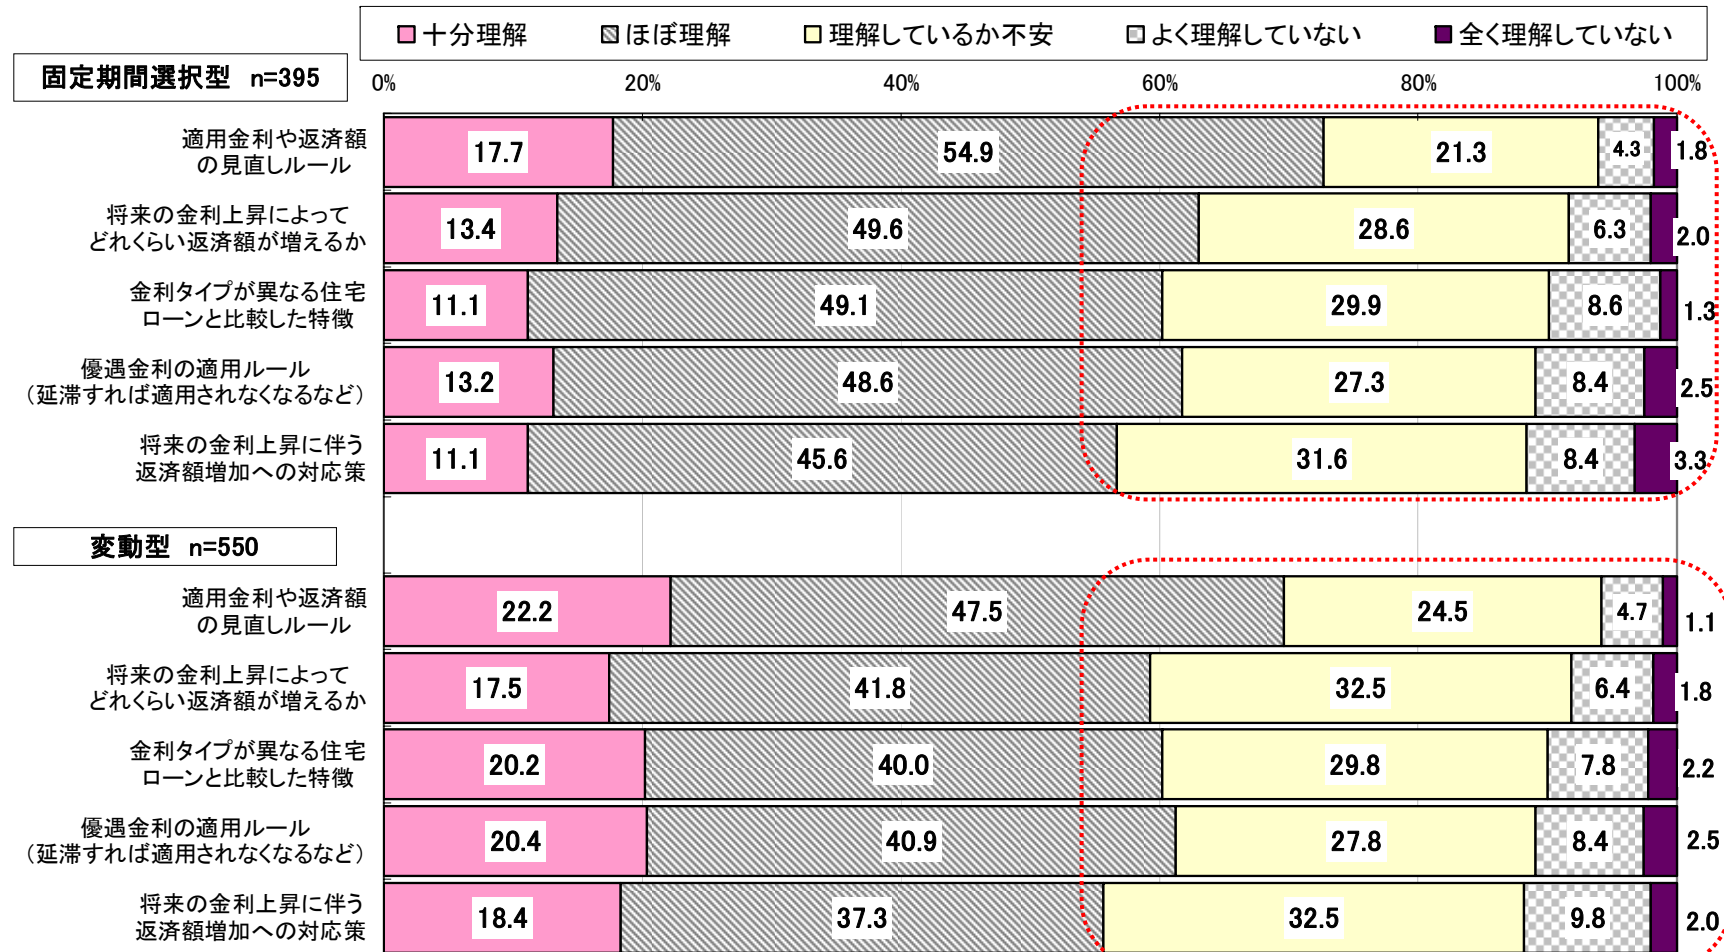 十分理解 ほぼ理解 理解しているか不安 よく理解していない 全く理解していない
固定期間選択型 n=395
0% 20% 40% 60% 80% 100%
適用金利や返済額
の見直しルール
17.7 54.9 21.3 4.3 1.8
将来の金利上昇によって
どれくらい返済額が増えるか
13.4 49.6 28.6 6.3 2.0
金利タイプが異なる住宅
ローンと比較した特徴
11.1 49.1 29.9 8.6 1.3
優遇金利の適用ルール
（延滞すれば適用されなくなるなど）
13.2 48.6 27.3 8.4 2.5
将来の金利上昇に伴う
返済額増加への対応策
11.1 45.6 31.6 8.4 3.3
変動型 n=550
適用金利や返済額
の見直しルール
22.2 47.5 24.5 4.7 1.1
将来の金利上昇によって
どれくらい返済額が増えるか
17.5 41.8 32.5 6.4 1.8
金利タイプが異なる住宅
ローンと比較した特徴
20.2 40.0 29.8 7.8 2.2
優遇金利の適用ルール
（延滞すれば適用されなくなるなど）
20.4 40.9 27.8 8.4 2.5
将来の金利上昇に伴う
返済額増加への対応策
18.4 37.3 32.5 9.8 2.0